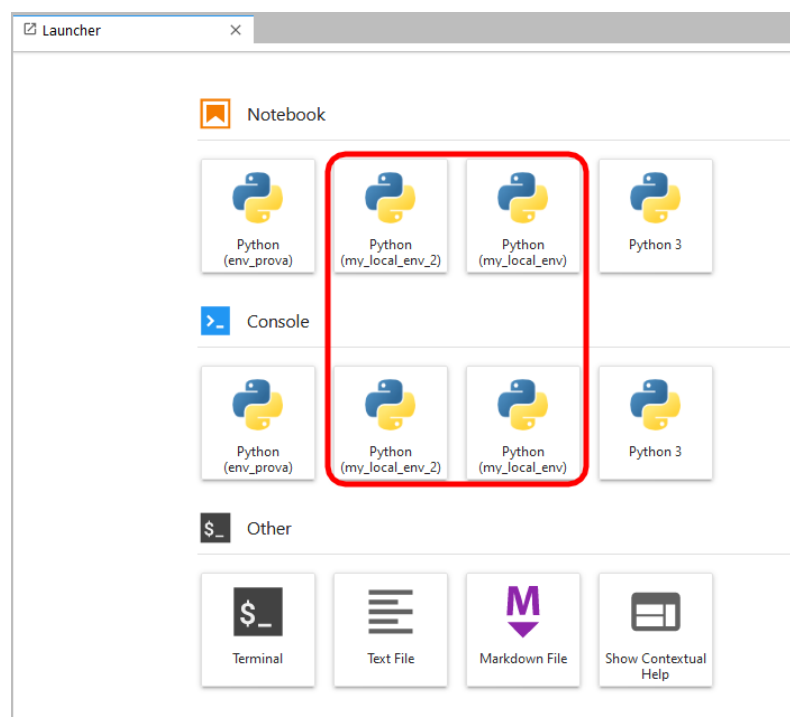 Launcher
Notebook
Python
(env_prova)
Python
(my_local_env_2)
Python
(my_local_env)
Python 3
Console
Python
(env_prova)
Python
(my_local_env_2)
Python
(my_local_env)
Python 3
$_ Other
$_
Terminal
Text File
M
Markdown File
Show Contextual
Help